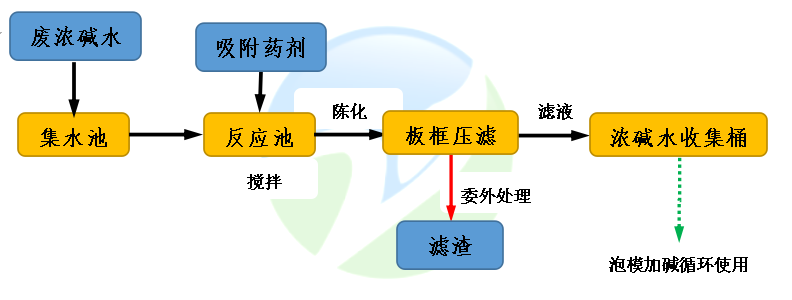 废浓碱水
吸附药剂
集水池
反应池
陈化
板框压滤
滤液
浓碱水收集桶
搅拌
委外处理
滤渣
泡模加碱循环使用